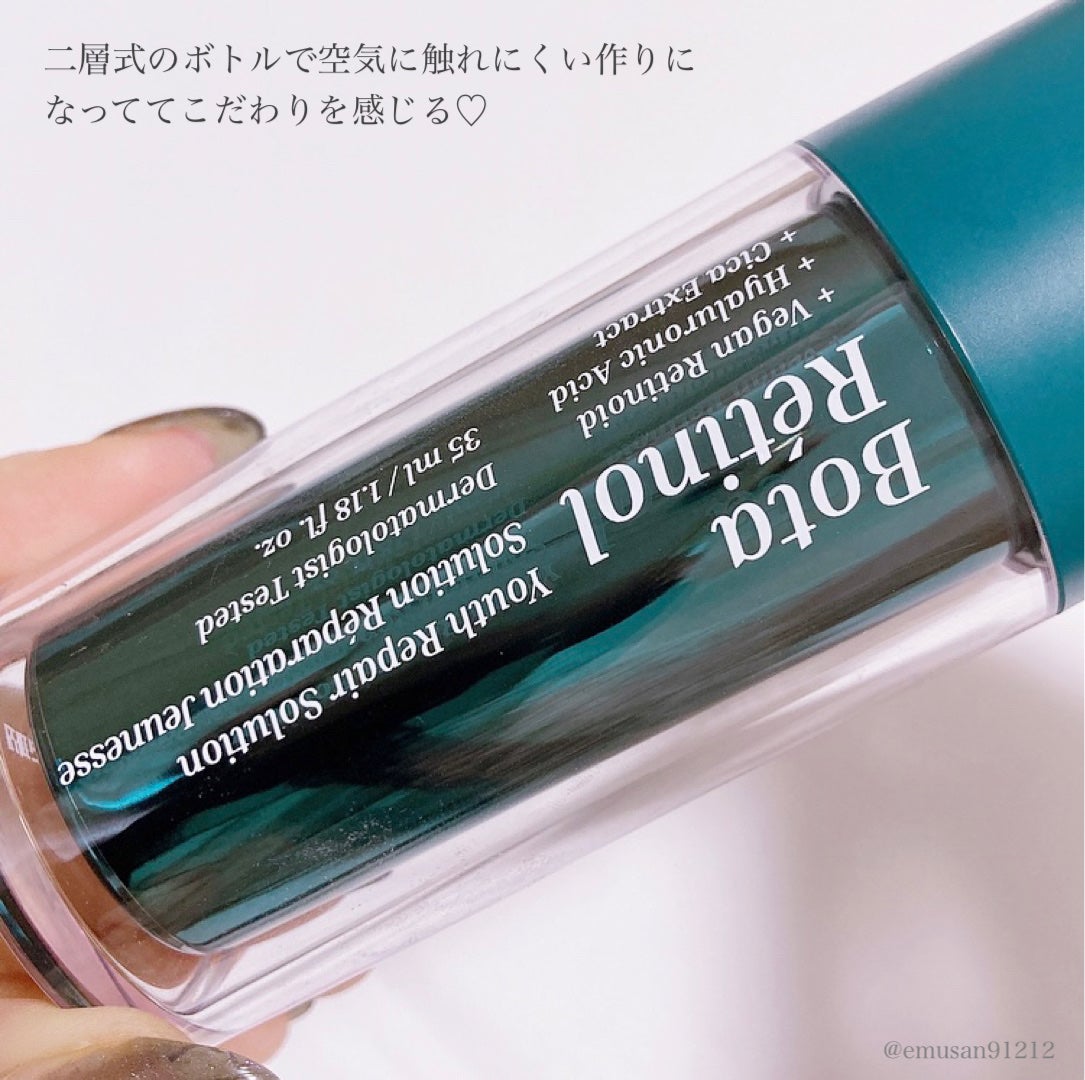 二層式のボトルで空気に触れにくい作りに
なっててこだわりを感じる♡
Bota
Rétinol
+ Vegan Retinoid
+ Hyaluronic Acid
+ Cica Extract
Youth Repair Solution
Solution Réparation Jeunesse
Dermatologist Tested
35 ml / 1.18 fl. oz.
@emusan91212